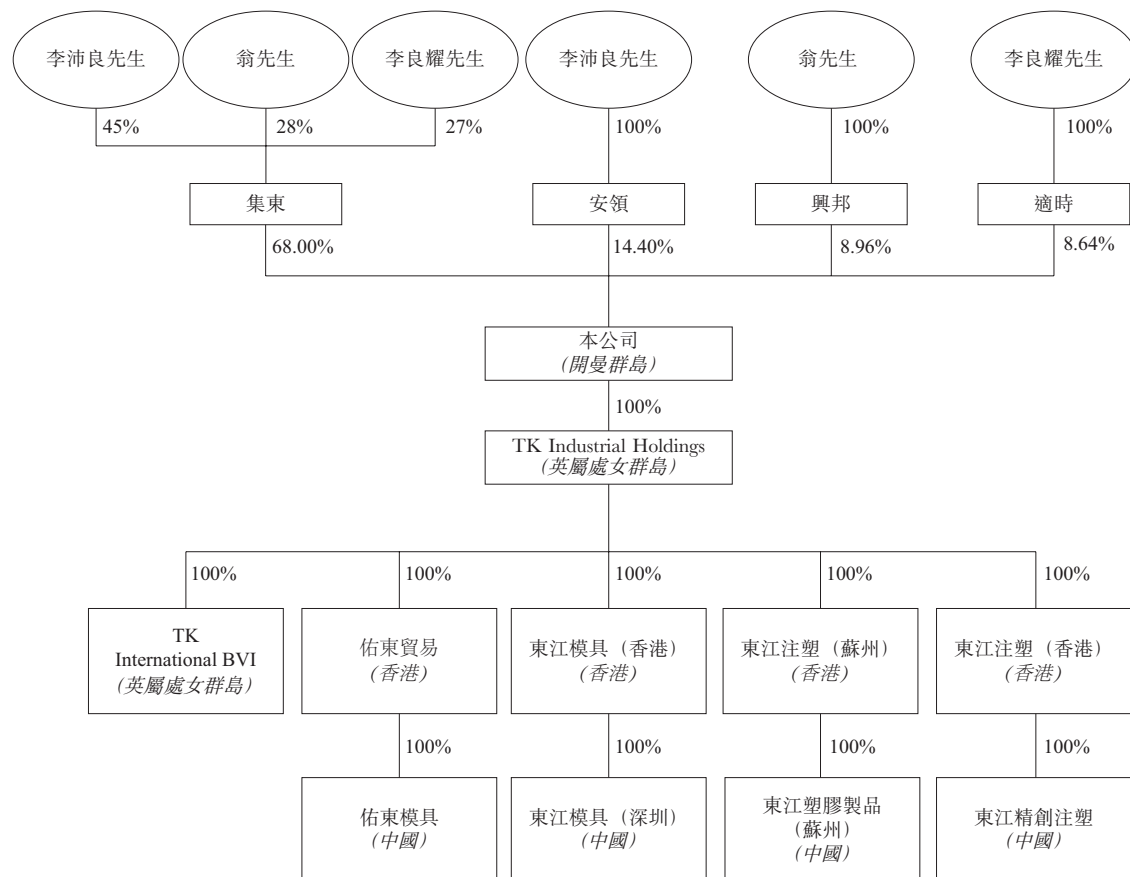 李沛良先生
翁先生
李良耀先生
李沛良先生
翁先生
李良耀先生
45%
28%
27%
100%
100%
100%
集東
安領
興邦
適時
68.00%
14.40%
8.96%
8.64%
本公司
(開曼群島)
100%
TK Industrial Holdings
(英屬處女群島)
100%
100%
100%
100%
100%
TK
International BVI
(英屬處女群島)
佑東貿易
(香港)
東江模具（香港）
(香港)
東江注塑（蘇州）
(香港)
東江注塑（香港）
(香港)
100%
100%
100%
100%
佑東模具
(中國)
東江模具（深圳）
(中國)
東江塑膠製品
（蘇州）
(中國)
東江精創注塑
(中國)